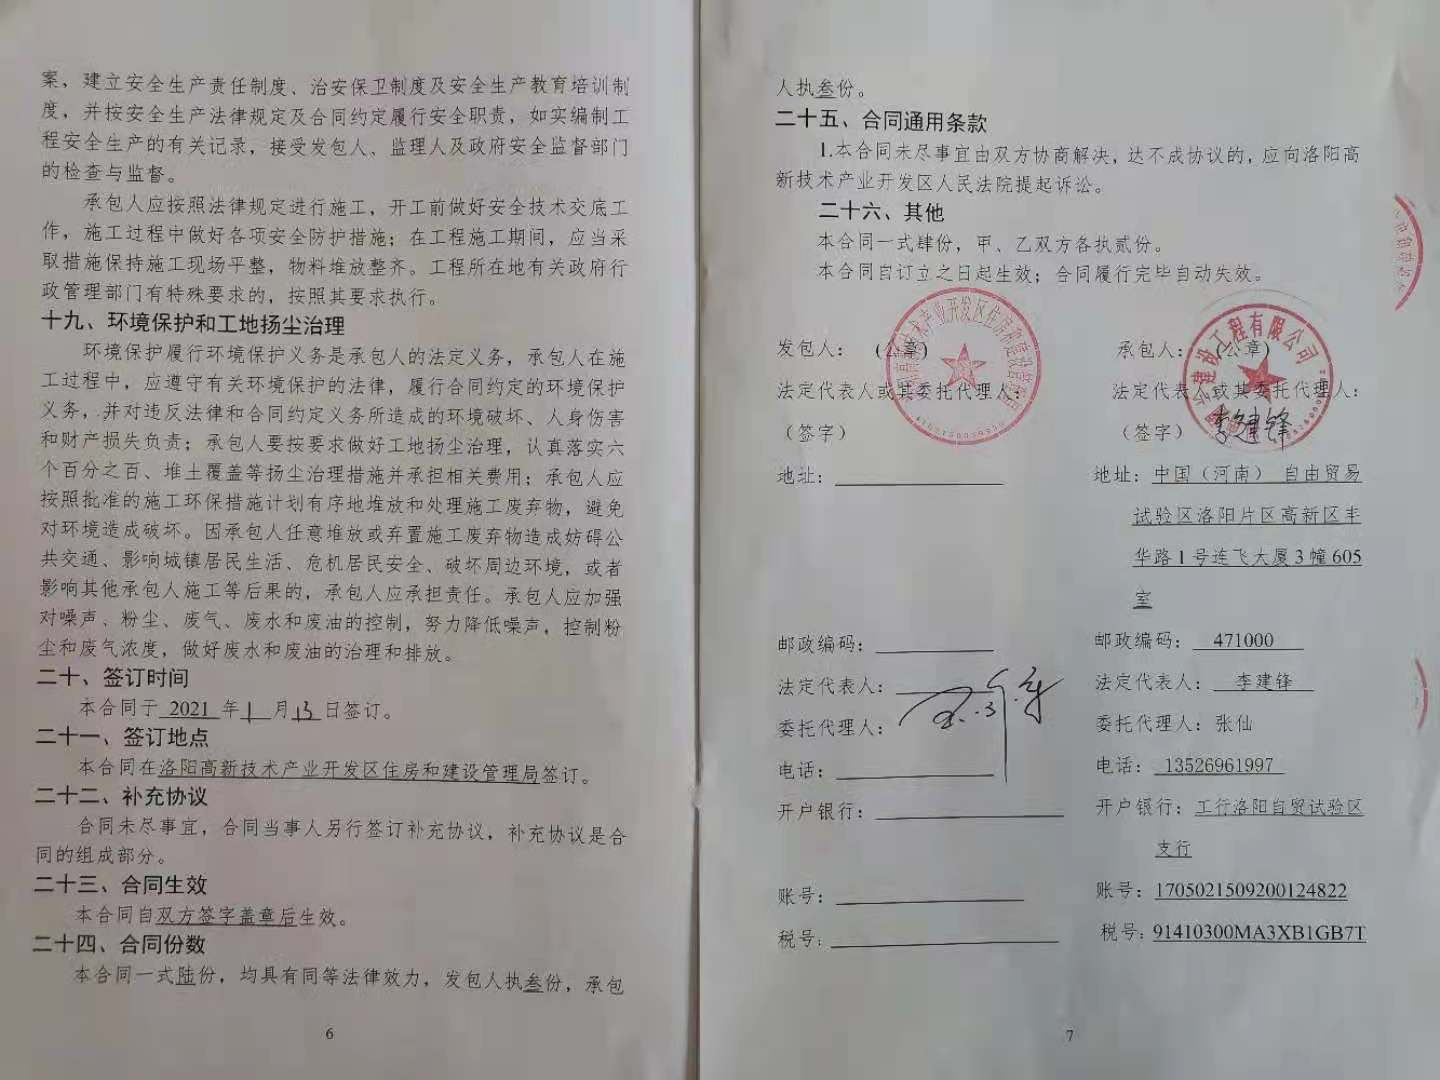 案、建立安全生产责任制度、治安保卫制度及安全生产教育培训制
度，并按安全生产法律规定及合同约定履行安全职责，如实编制工
程安全生产的有关记录，接受发包人、监理人及政府安全监督部门
的检查与监督。
承包人应按照法律规定进行施工，开工前做好安全技术交底工
作，施工过程中做好各项安全防护措施；在工程施工期间，应当采
取措施保持施工现场平整，物料堆放整齐。工程所在地有关政府行
政管理部门有特殊要求的，按照其要求执行。
十九、环境保护和工地扬尘治理
环境保护履行环境保护义务是承包人的法定义务，承包人在施
工过程中，应遵守有关环境保护的法律，履行合同约定的环境保护
义务，并对违反法律和合同约定义务所造成的环境破坏、人身伤害
和财产损失负责；承包人要按要求做好工地扬尘治理，认真落实六
个百分之百、堆土覆盖等扬尘治理措施并承担相关费用；承包人应
按照批准的施工环保措施计划有序地堆放和处理施工废弃物，避免
对环境造成破坏。因承包人任意堆放或弃置施工废弃物造成妨碍公
共交通、影响城镇居民生活、危机居民安全、破坏周边环境，或者
影响其他承包人施工等后果的，承包人应承担责任。承包人应加强
对噪声、粉尘、废气、废水和废油的控制，努力降低噪声，控制粉
尘和废气浓度，做好废水和废油的治理和排放。
二十、签订时间
本合同于 2021 年 1 月 13 日签订。
二十一、签订地点
本合同在洛阳高新技术产业开发区住房和建设管理局签订。
二十二、补充协议
合同未尽事宜，合同当事人另行签订补充协议，补充协议是合
同的组成部分。
二十三、合同生效
本合同自双方签字盖章后生效。
二十四、合同份数
本合同一式陆份，均具有同等法律效力，发包人执叁份，承包
6
人执叁份。
二十五、合同通用条款
1.本合同未尽事宜由双方协商解决，达不成协议的，应向洛阳高
新技术产业开发区人民法院提起诉讼。
二十六、其他
本合同一式肆份，甲、乙双方各执贰份。
本合同自订立之日起生效；合同履行完毕自动失效。
发包人： (公章)
法定代表人或其委托代理人：
（签字）
地址：
邮政编码：
法定代表人：
委托代理人：
电话：
开户银行：
账号：
税号：
承包人： (公章)
法定代表人或其委托代理人：
（签字） 李建锋
地址：中国（河南） 自由贸易
试验区洛阳片区高新区丰
华路 1 号连飞大厦 3 幢 605
室
邮政编码： 471000
法定代表人： 李建锋
委托代理人：张仙
电话： 13526961997
开户银行：工行洛阳自贸试验区
支行
账号：1705021509200124822
税号：91410300MA3XB1GB7T
7